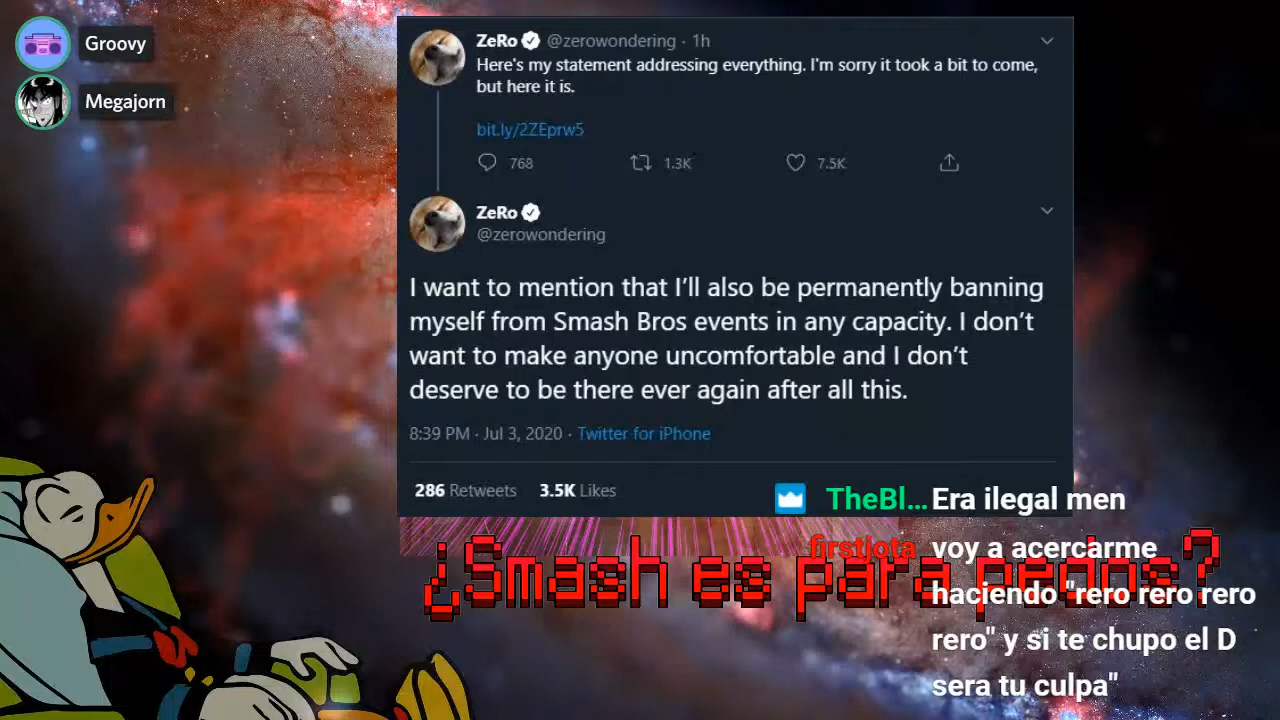 Groovy
Megajorn
ZeRo @zerowondering · 1h
Here's my statement addressing everything. I'm sorry it took a bit to come,
but here it is.
bit.ly/2ZEprw5
768 1.3K 7.5K
ZeRo
@zerowondering
I want to mention that I'll also be permanently banning
myself from Smash Bros events in any capacity. I don't
want to make anyone uncomfortable and I don't
deserve to be there ever again after all this.
8:39 PM · Jul 3, 2020 · Twitter for iPhone
286 Retweets 3.5K Likes
TheBl... Era ilegal men
¿Smash es para pedos?
firstjota voy a acercarme
haciendo "rero rero rero
rero" y si te chupo el D
sera tu culpa"